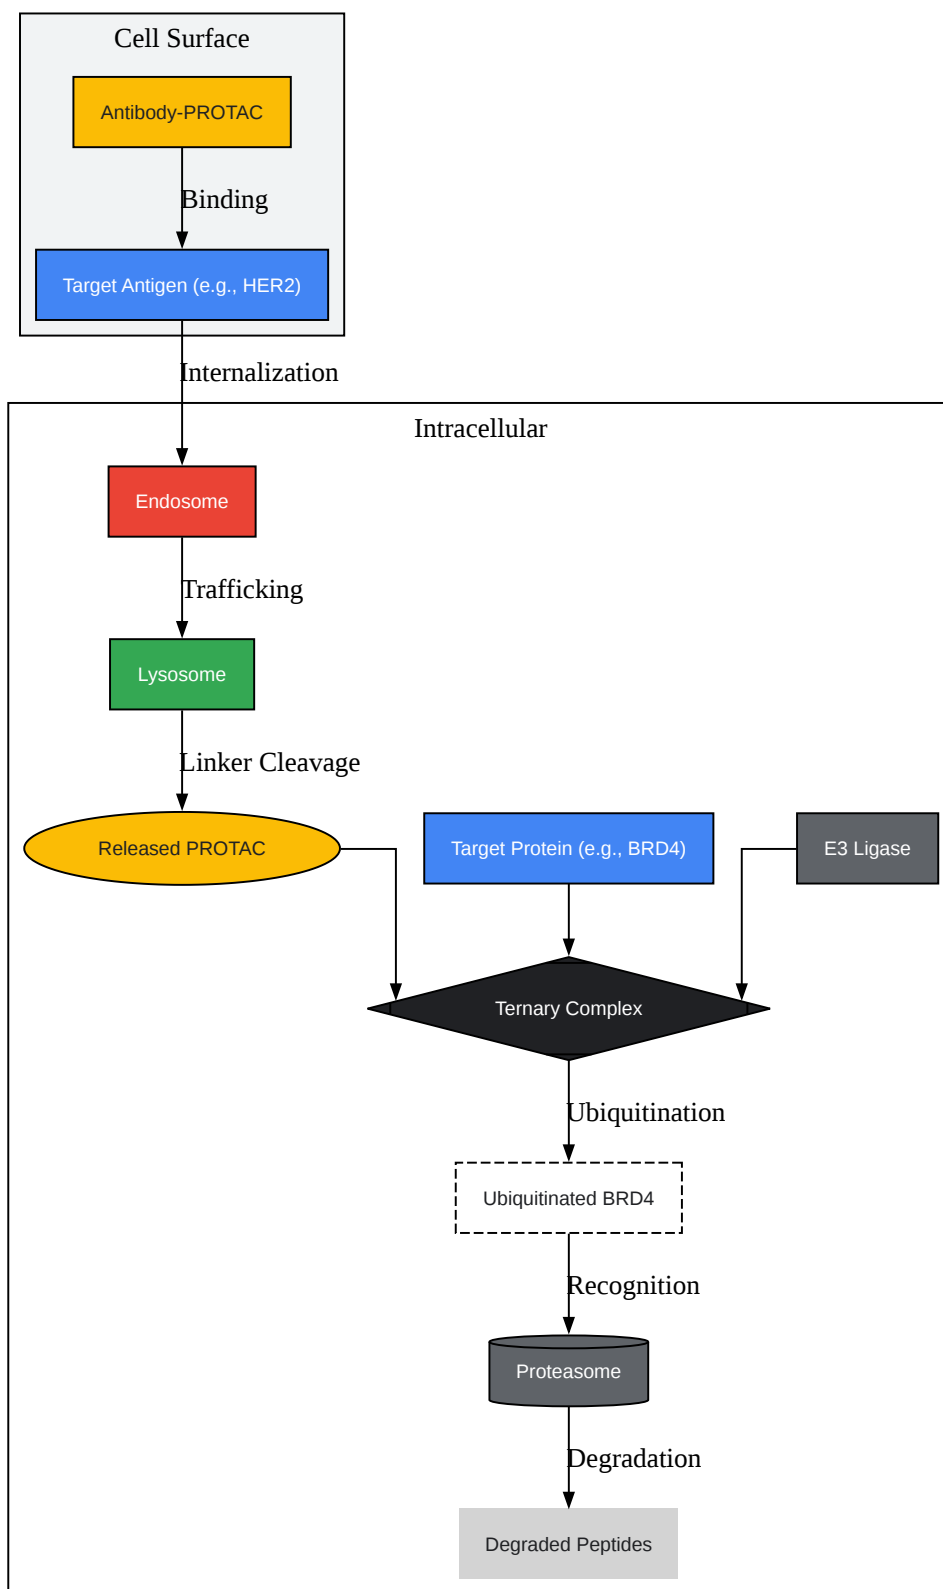 Cell Surface
Antibody-PROTAC
Binding
Target Antigen (e.g., HER2)
Internalization
Intracellular
Endosome
Trafficking
Lysosome
Linker Cleavage
Released PROTAC
Target Protein (e.g., BRD4)
E3 Ligase
Ternary Complex
Ubiquitination
Ubiquitinated BRD4
Recognition
Proteasome
Degradation
Degraded Peptides